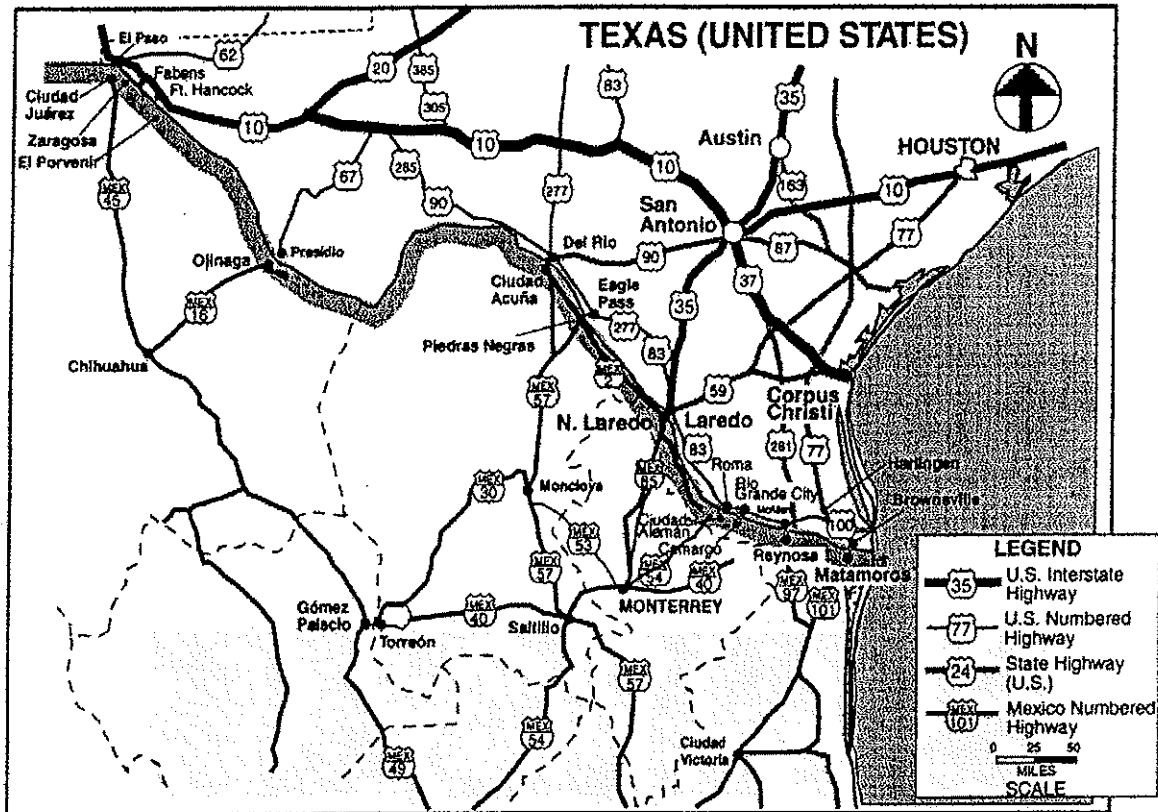 TEXAS (UNITED STATES)
N
El Paso
62
20
385
83
35
Fabens
Ft. Hancock
Ciudad
Juárez
Zaragosa
El Porvenir
305
10
10
Austin
HOUSTON
MEX
45
67
285
277
10
163
10
90
San
Antonio
Presidio
Ojinaga
Del Rio
90
87
77
Ciudad
Acuña
Eagle
Pass
35
37
MEX
16
277
Piedras Negras
83
Chihuahua
MEX
2
MEX
57
59
Corpus
Christi
N. Laredo
Laredo
83
281
77
Harlingen
Roma
Rio
Grande City
McAllen
Brownsville
MEX
30
Monclova
MEX
85
Ciudad
Alemán
Camargo
100
MEX
53
Reynosa
Matamoros
MEX
57
MEX
54
MEX
40
MEX
97
MEX
101
MONTERREY
Gómez
Palacio
Torreón
MEX
40
Saltillo
MEX
57
MEX
54
MEX
49
Ciudad
Victoria
LEGEND
35
U.S. Interstate
Highway
77
U.S. Numbered
Highway
24
State Highway
(U.S.)
MEX
101
Mexico Numbered
Highway
0 25 50
MILES
SCALE